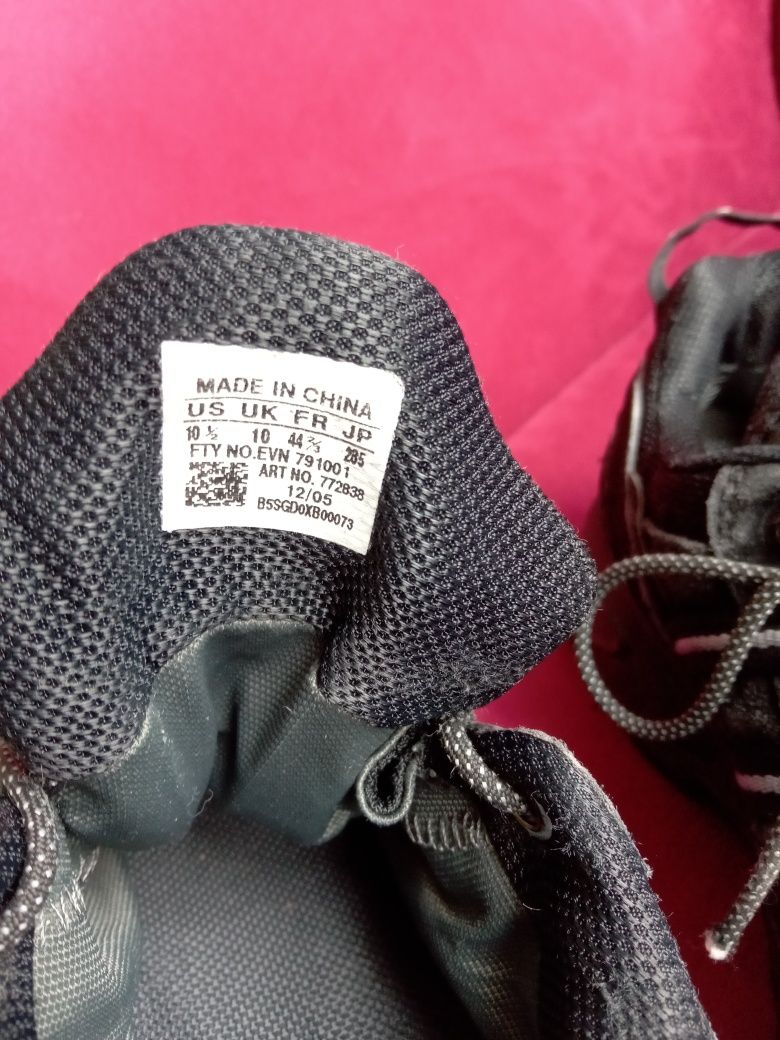 MADE IN CHINA
US UK FR JP
10 ½ 10 44 ⅔ 285
FTY NO.EVN 791001
ART NO. 772838
12/05
B5SGD0XB00073